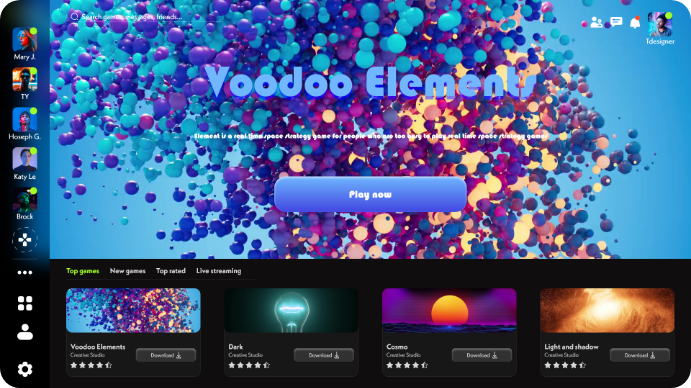 Search games, messages, friends...
Tdesigner
Mary J.
TY
Hoseph G.
Katy Le
Brock
Voodoo Elements
Element is a real time space strategy game for people who are too busy to play real time space strategy games
Play now
Top games New games Top rated Live streaming
Voodoo Elements
Creative Studio
Download
Dark
Creative Studio
Download
Cosmo
Creative Studio
Download
Light and shadow
Creative Studio
Download